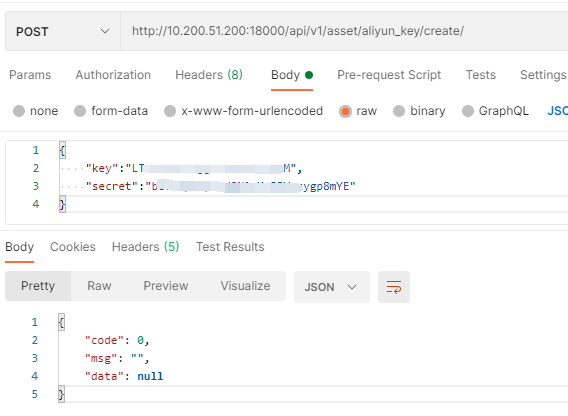 POST http://10.200.51.200:18000/api/v1/asset/aliyun_key/create/
Params Authorization Headers (8) Body Pre-request Script Tests Settings
none form-data x-www-form-urlencoded raw binary GraphQL
1 {
2 "key":"LT M",
3 "secret":" ygp8mYE"
4 }
Body Cookies Headers (5) Test Results
Pretty Raw Preview Visualize JSON
1 {
2 "code": 0,
3 "msg": "",
4 "data": null
5 }